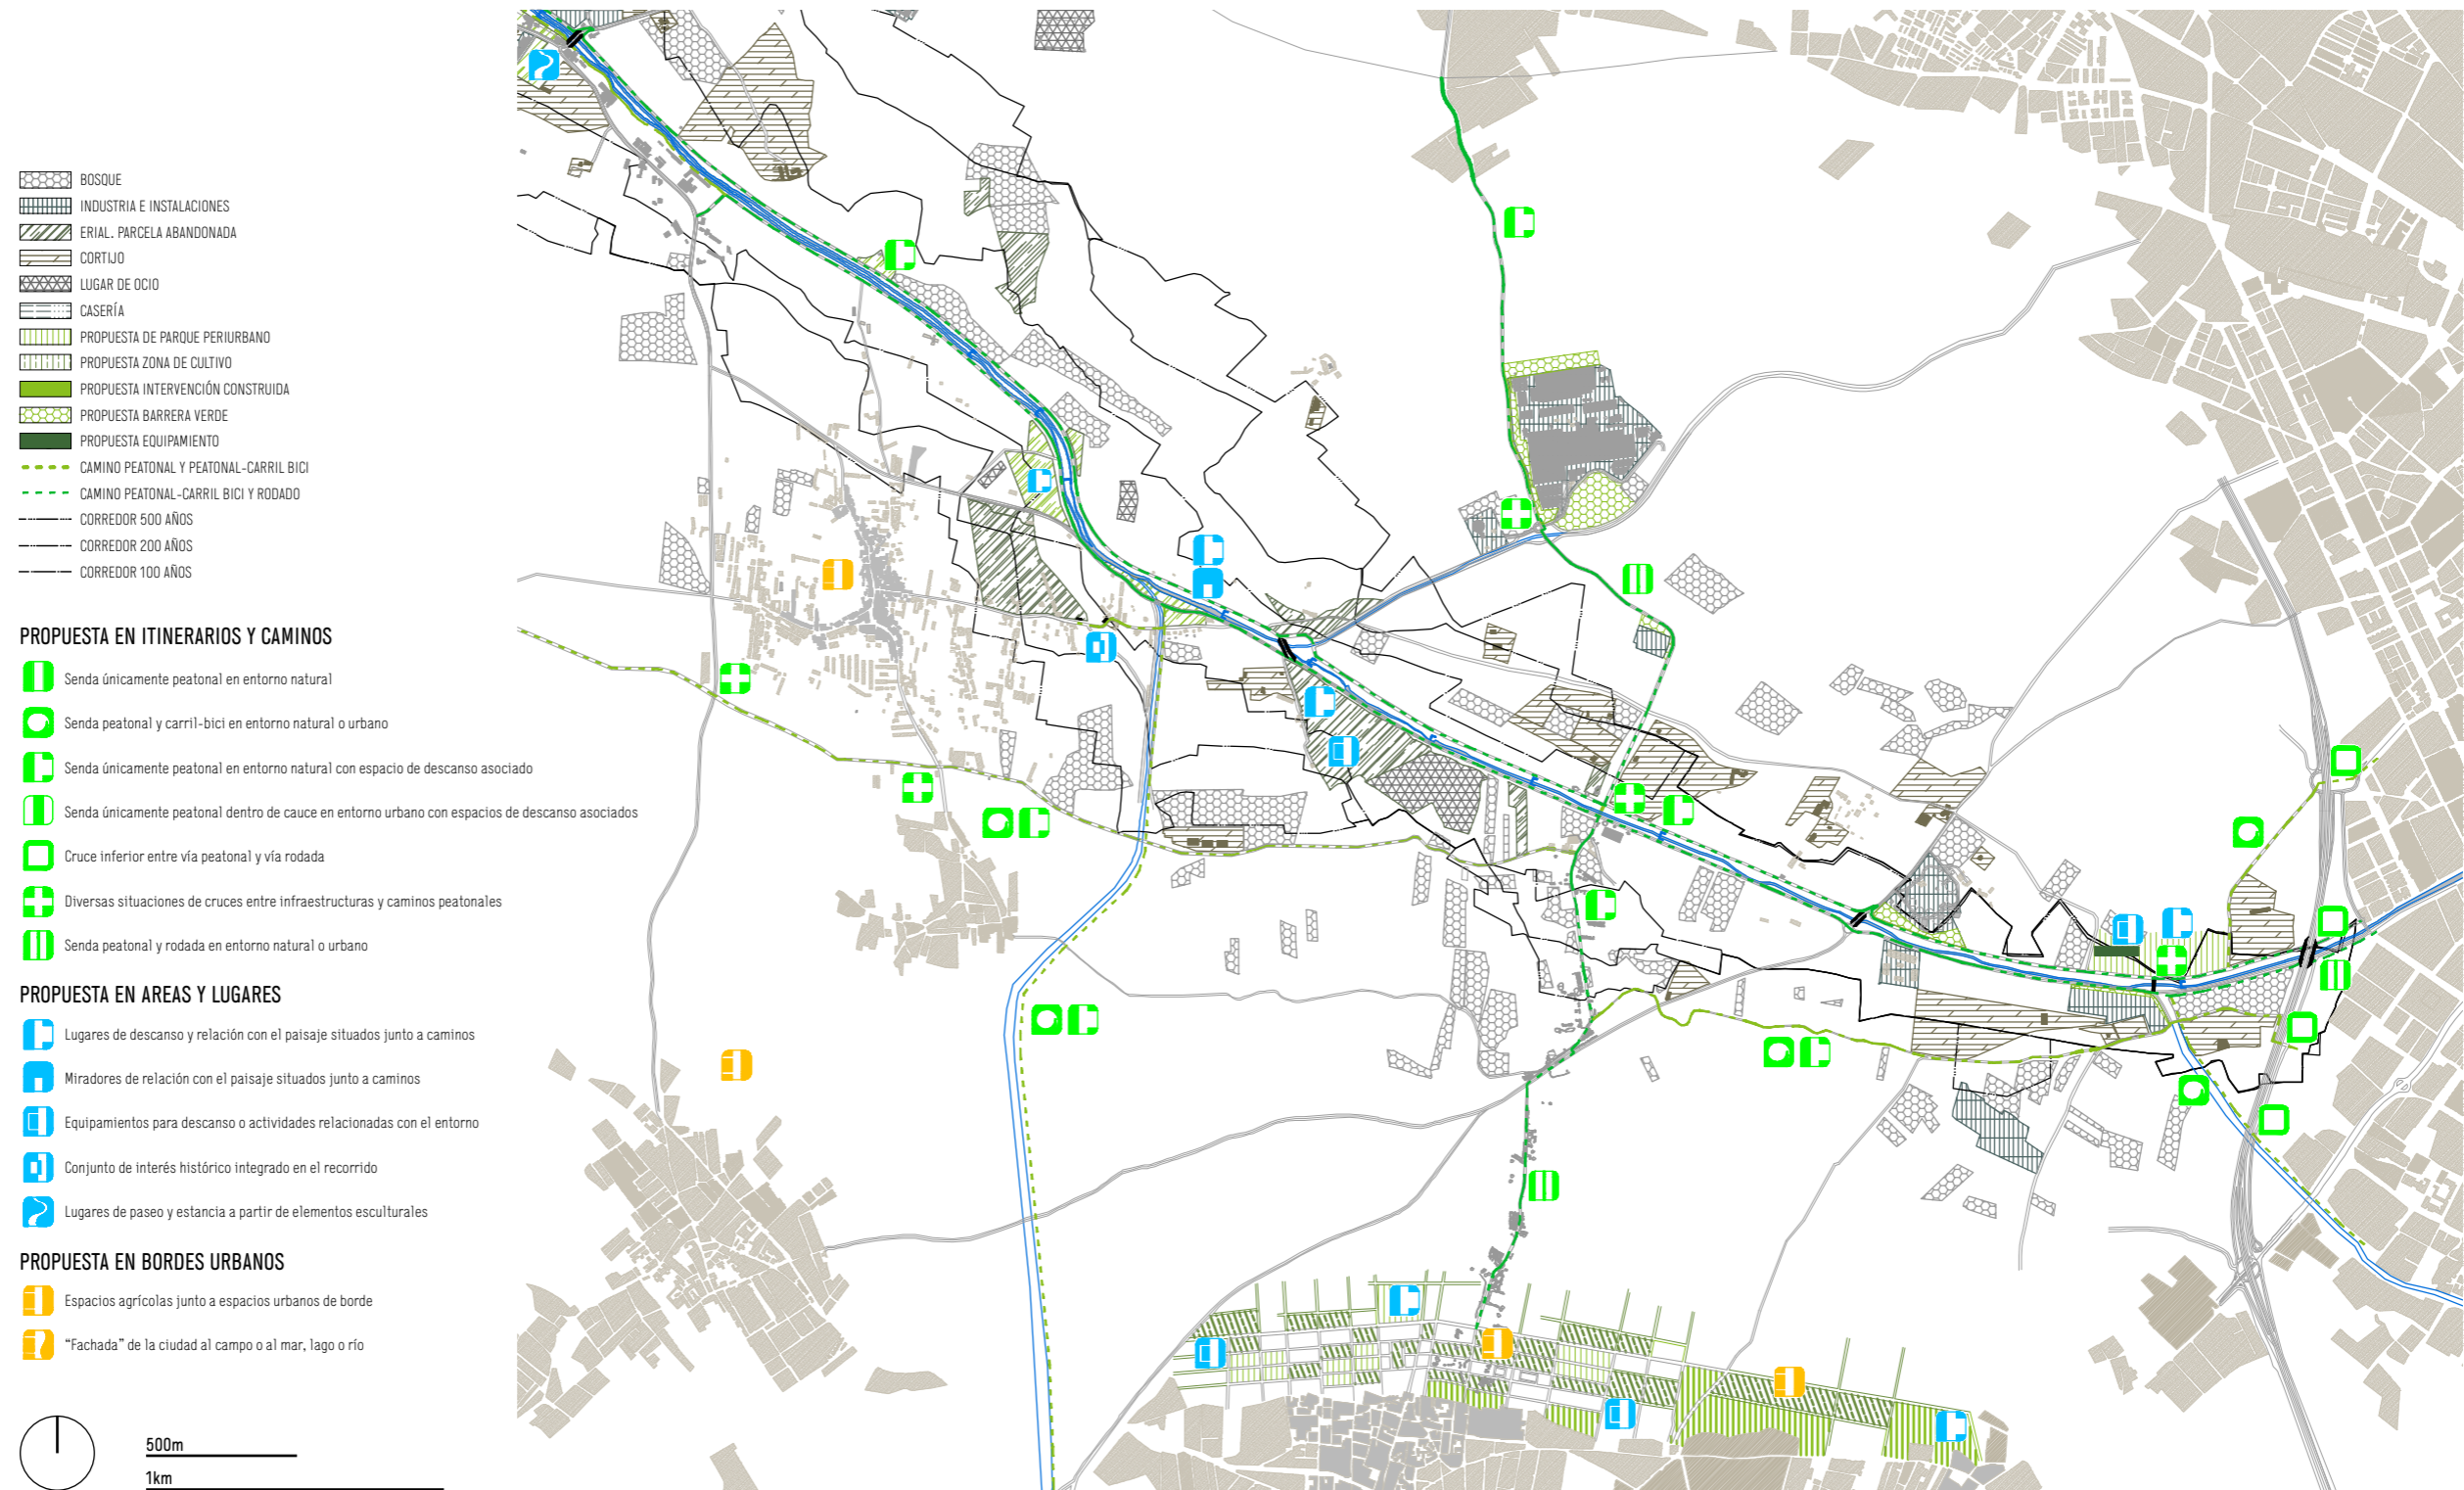 BOSQUE
INDUSTRIA E INSTALACIONES
ERIAL. PARCELA ABANDONADA
CORTIJO
LUGAR DE OCIO
CASERÍA
PROPUESTA DE PARQUE PERIURBANO
PROPUESTA ZONA DE CULTIVO
PROPUESTA INTERVENCIÓN CONSTRUIDA
PROPUESTA BARRERA VERDE
PROPUESTA EQUIPAMIENTO
CAMINO PEATONAL Y PEATONAL-CARRIL BICI
CAMINO PEATONAL-CARRIL BICI Y RODADO
CORREDOR 500 AÑOS
CORREDOR 200 AÑOS
CORREDOR 100 AÑOS
PROPUESTA EN ITINERARIOS Y CAMINOS
Senda únicamente peatonal en entorno natural
Senda peatonal y carril-bici en entorno natural o urbano
Senda únicamente peatonal en entorno natural con espacio de descanso asociado
Senda únicamente peatonal dentro de cauce en entorno urbano con espacios de descanso asociados
Cruce inferior entre vía peatonal y vía rodada
Diversas situaciones de cruces entre infraestructuras y caminos peatonales
Senda peatonal y rodada en entorno natural o urbano
PROPUESTA EN AREAS Y LUGARES
Lugares de descanso y relación con el paisaje situados junto a caminos
Miradores de relación con el paisaje situados junto a caminos
Equipamientos para descanso o actividades relacionadas con el entorno
Conjunto de interés histórico integrado en el recorrido
Lugares de paseo y estancia a partir de elementos esculturales
PROPUESTA EN BORDES URBANOS
Espacios agrícolas junto a espacios urbanos de borde
"Fachada" de la ciudad al campo o al mar, lago o río
500m
1km